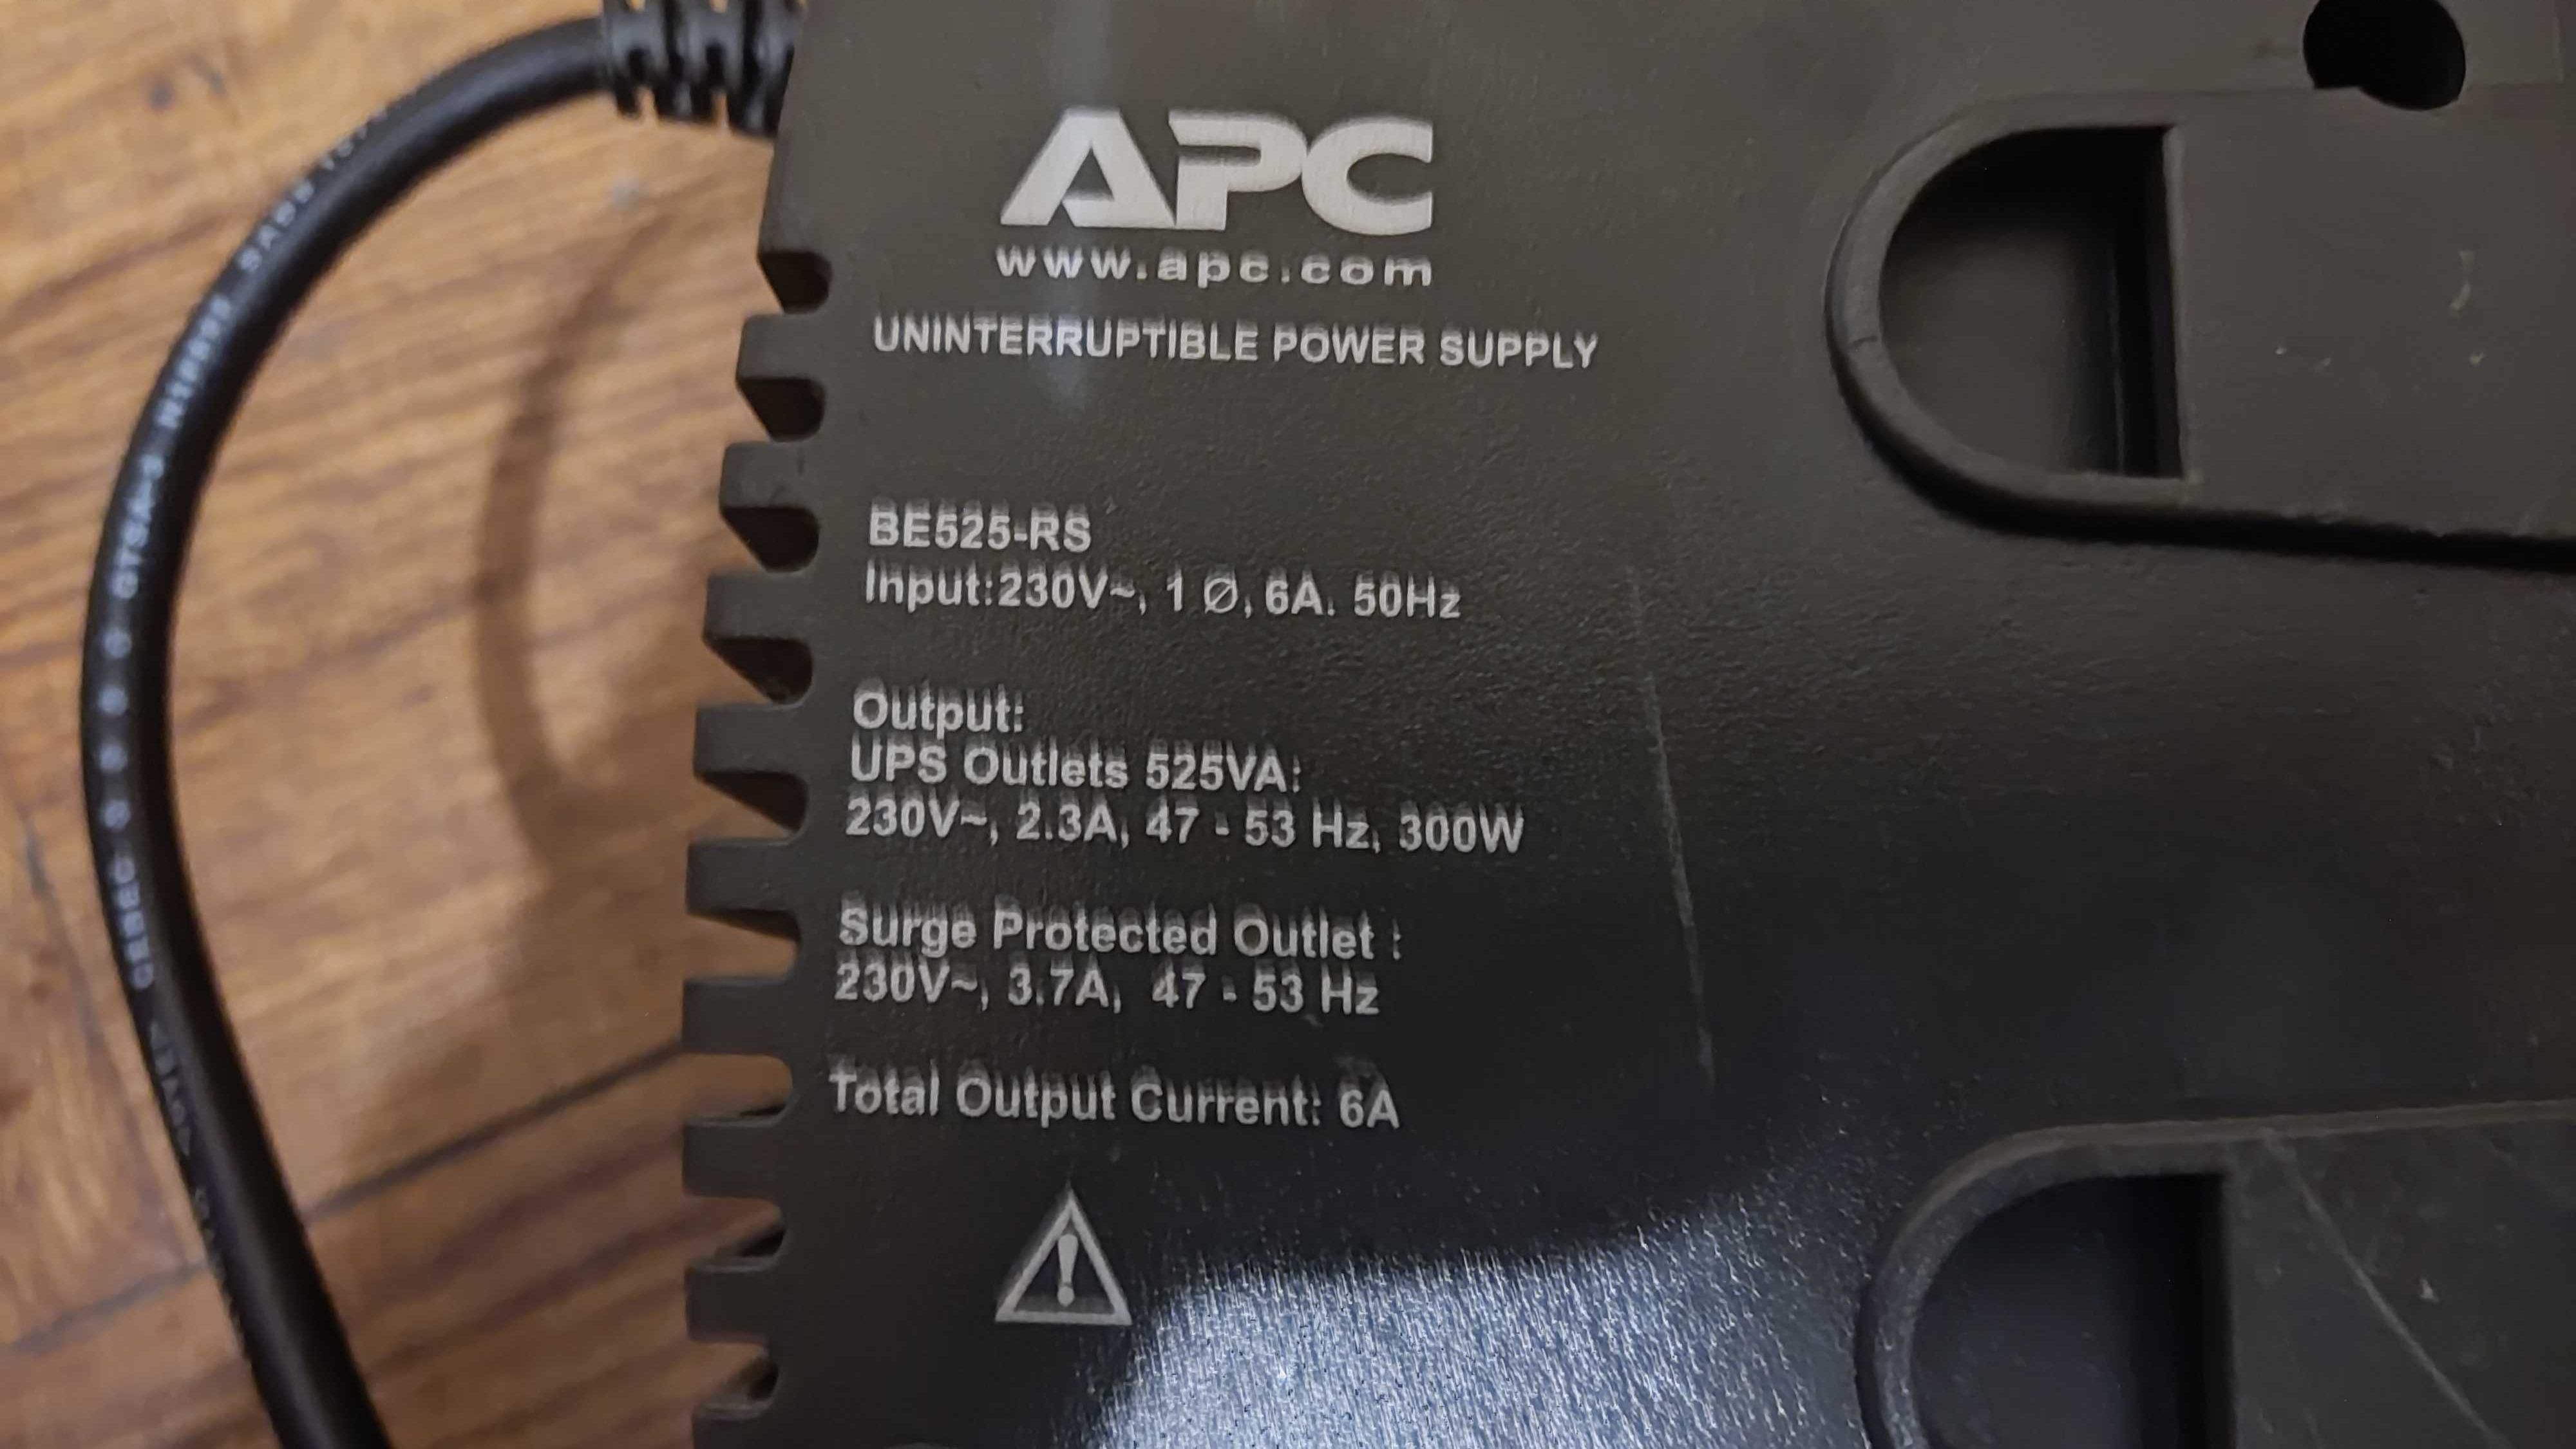 APC
www.apc.com
UNINTERRUPTIBLE POWER SUPPLY
BE525-RS
Input:230V~, 1 Ø, 6A. 50Hz
Output:
UPS Outlets 525VA:
230V~, 2.3A, 47 - 53 Hz, 300W
Surge Protected Outlet :
230V~, 3.7A, 47 - 53 Hz
Total Output Current: 6A